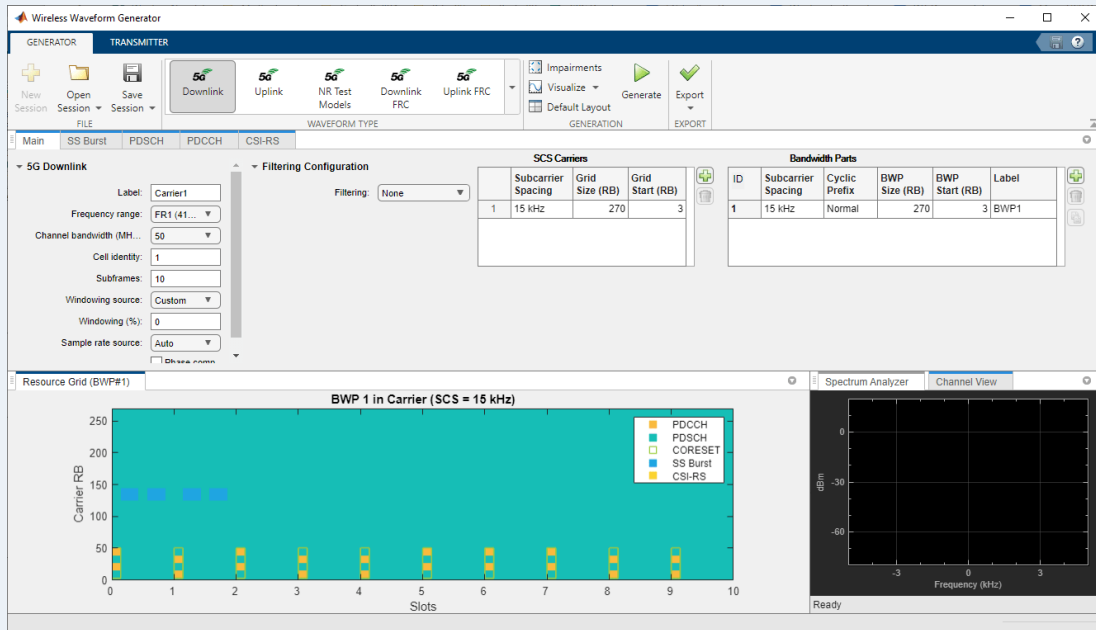 Wireless Waveform Generator
GENERATOR TRANSMITTER
?
New Session
Open Session
Save Session
FILE
5G Downlink
5G Uplink
5G NR Test Models
5G Downlink FRC
5G Uplink FRC
WAVEFORM TYPE
Impairments
Visualize
Default Layout
Generate
GENERATION
Export
EXPORT
Main SS Burst PDSCH PDCCH CSI-RS
5G Downlink
Label: Carrier1
Frequency range: FR1 (41...
Channel bandwidth (MH... 50
Cell identity: 1
Subframes: 10
Windowing source: Custom
Windowing (%): 0
Sample rate source: Auto
Phase comp
Filtering Configuration
Filtering: None
SCS Carriers
Subcarrier Spacing Grid Size (RB) Grid Start (RB)
1 15 kHz 270 3
Bandwidth Parts
ID Subcarrier Spacing Cyclic Prefix BWP Size (RB) BWP Start (RB) Label
1 15 kHz Normal 270 3 BWP1
Resource Grid (BWP#1)
BWP 1 in Carrier (SCS = 15 kHz)
Carrier RB
250
200
150
100
50
0
0 1 2 3 4 5 6 7 8 9 10
Slots
PDCCH
PDSCH
CORESET
SS Burst
CSI-RS
Spectrum Analyzer Channel View
dBm
0
-30
-60
-3 0 3
Frequency (kHz)
Ready